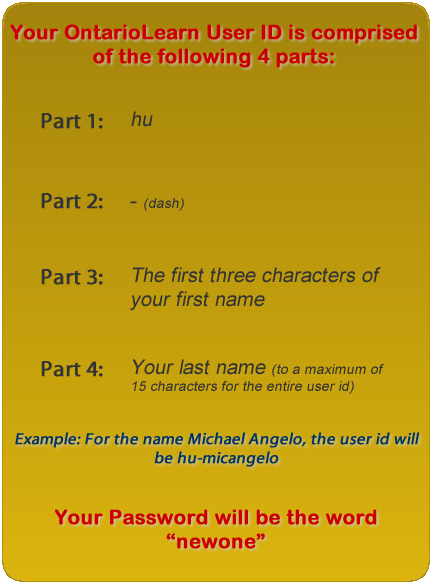 Your OntarioLearn User ID is comprised
of the following 4 parts:
Part 1: hu
Part 2: - (dash)
Part 3: The first three characters of
your first name
Part 4: Your last name (to a maximum of
15 characters for the entire user id)
Example: For the name Michael Angelo, the user id will
be hu-micangelo
Your Password will be the word
“newone”